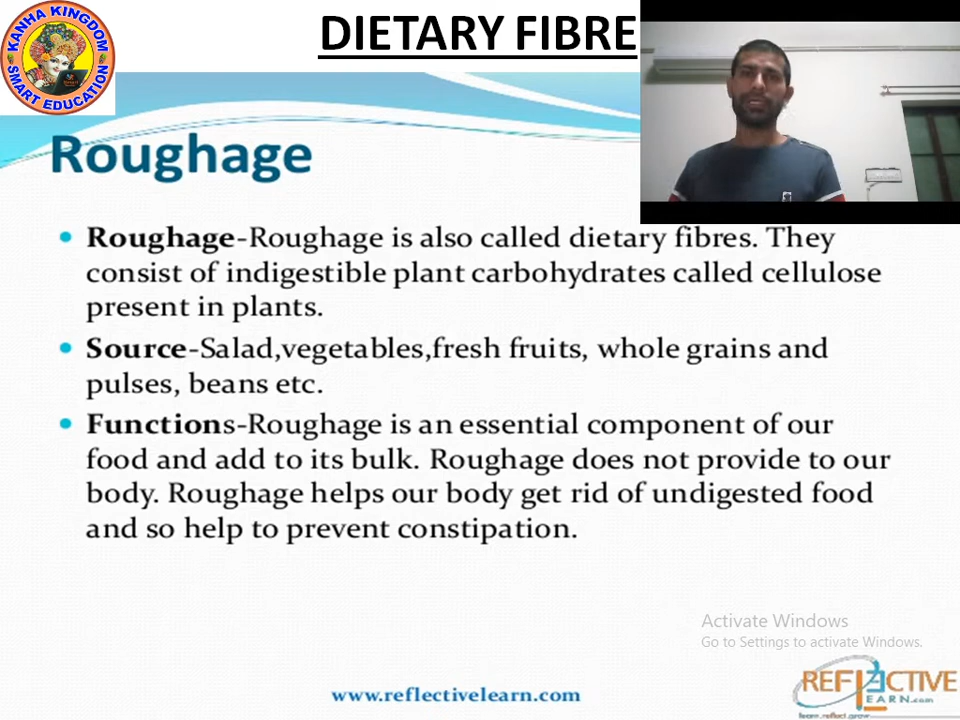 DIETARY FIBRE
KANHA KINGDOM
SMART EDUCATION
Roughage
Roughage-Roughage is also called dietary fibres. They
consist of indigestible plant carbohydrates called cellulose
present in plants.
Source-Salad,vegetables,fresh fruits, whole grains and
pulses, beans etc.
Functions-Roughage is an essential component of our
food and add to its bulk. Roughage does not provide to our
body. Roughage helps our body get rid of undigested food
and so help to prevent constipation.
Activate Windows
Go to Settings to activate Windows.
www.reflectivelearn.com
REFLECTIVE
LEARN.com
learn.reflect.grow